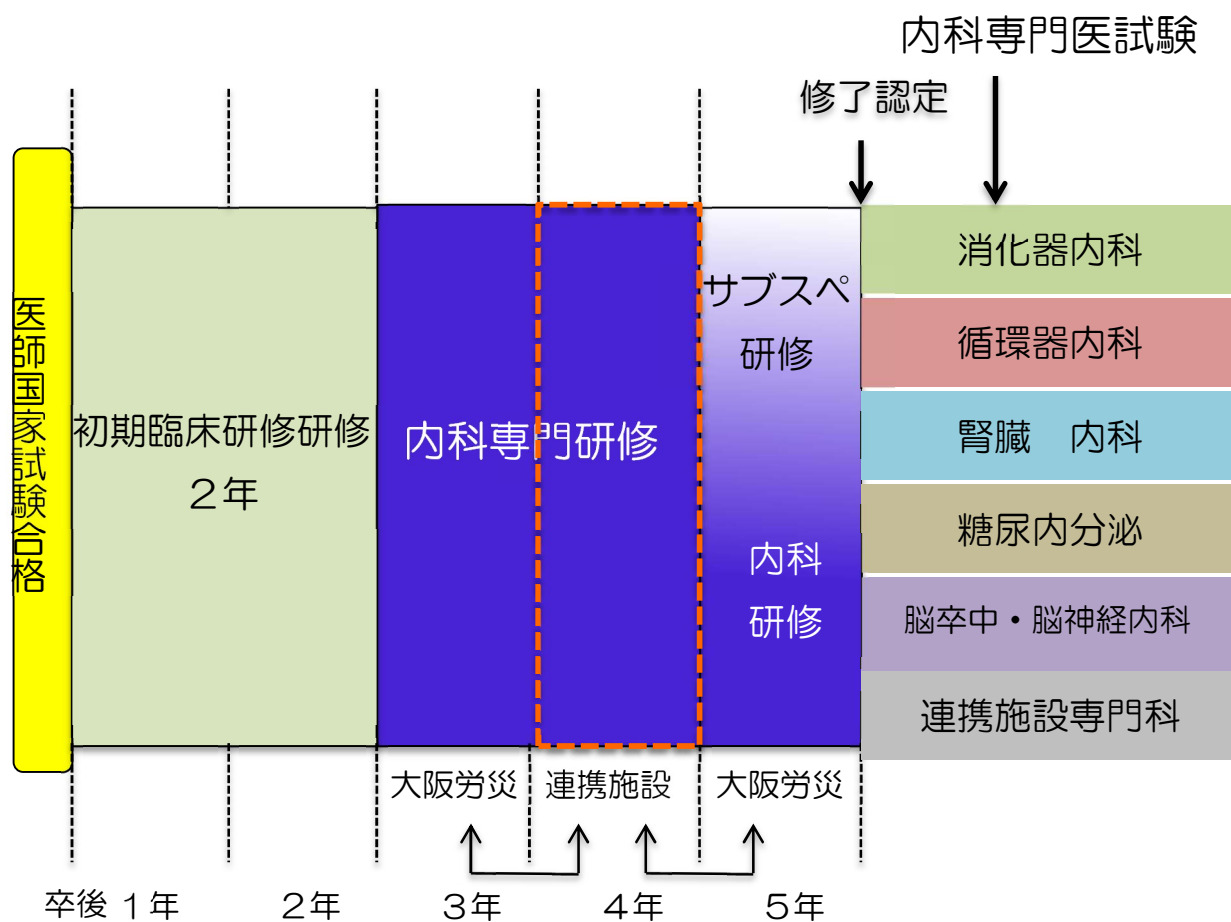 内科専門医試験
修了認定
医師国家試験合格
初期臨床研修研修
２年
内科専門研修
サブスペ
研修
内科
研修
消化器内科
循環器内科
腎臓　内科
糖尿内分泌
脳卒中・脳神経内科
連携施設専門科
大阪労災
連携施設
大阪労災
卒後 １年
２年
３年
４年
５年